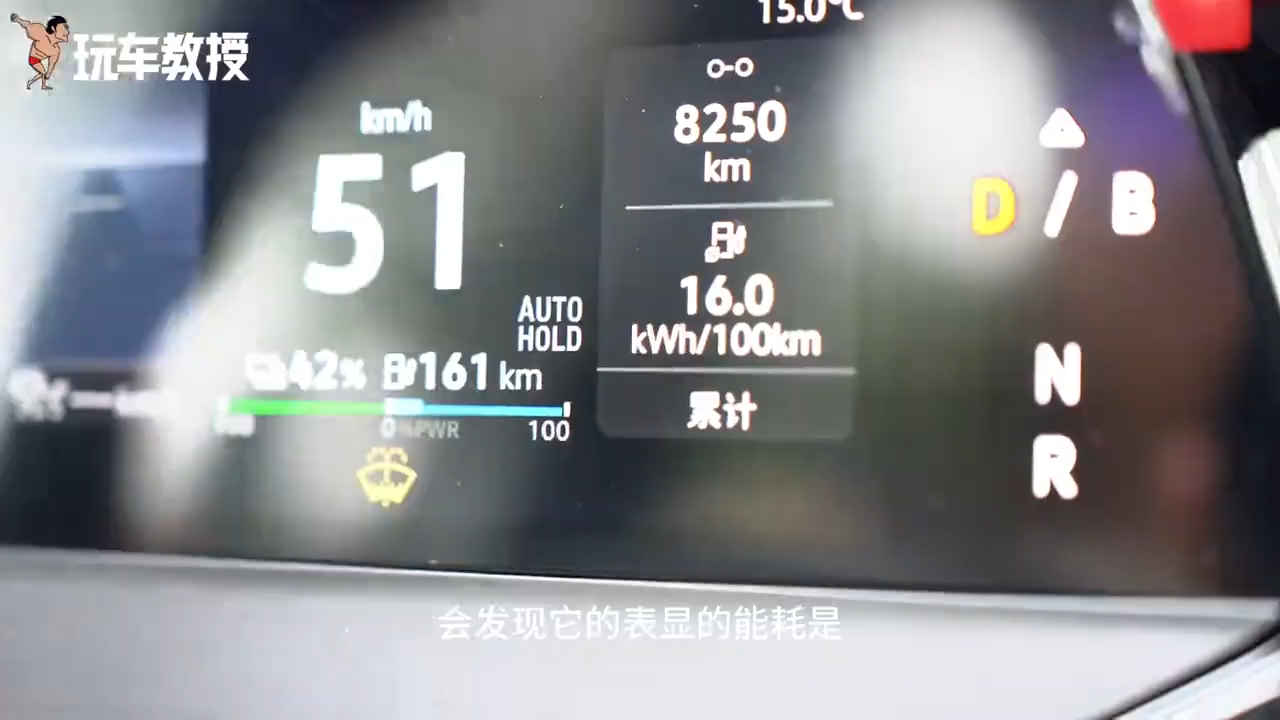 玩车教授
15.0℃
km/h
51
AUTO
HOLD
42%
161 km
0
%PWR
100
8250
km
16.0
kWh/100km
累计
D / B
N
R
会发现它的表显的能耗是